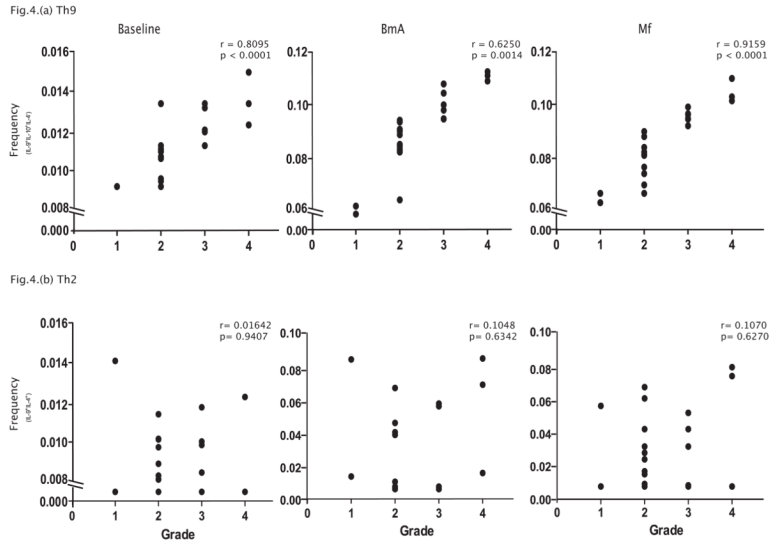 Fig.4.(a) Th9
Baseline
BmA
Mf
r = 0.8095
p < 0.0001
r = 0.6250
p = 0.0014
r = 0.9159
p < 0.0001
Frequency
0.016
0.014
0.012
0.010
0.008
0.000
0 1 2 3 4
0.12
0.10
0.08
0.06
0.00
0 1 2 3 4
0.12
0.10
0.08
0.06
0.00
0 1 2 3 4
Fig.4.(b) Th2
r= 0.01642
p= 0.9407
r= 0.1048
p= 0.6342
r= 0.1070
p= 0.6270
Frequency
0.016
0.014
0.012
0.010
0.008
0.000
0 1 2 3 4
Grade
0.10
0.08
0.06
0.04
0.02
0.00
0 1 2 3 4
Grade
0.10
0.08
0.06
0.04
0.02
0.00
0 1 2 3 4
Grade